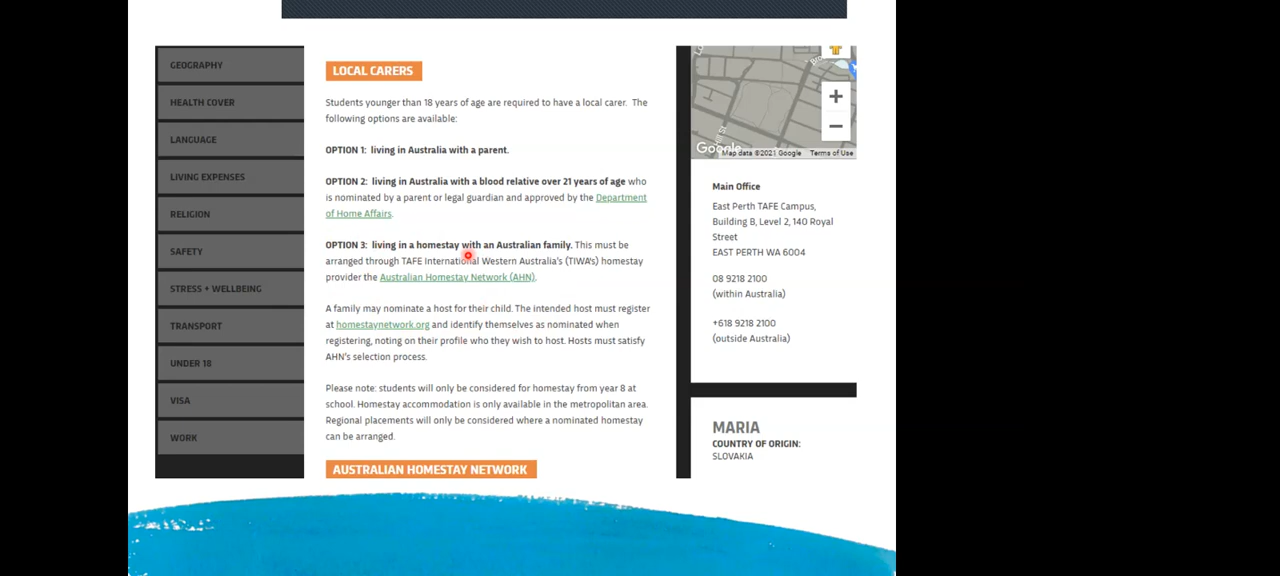 GEOGRAPHY
HEALTH COVER
LANGUAGE
LIVING EXPENSES
RELIGION
SAFETY
STRESS + WELLBEING
TRANSPORT
UNDER 18
VISA
WORK
LOCAL CARERS
Students younger than 18 years of age are required to have a local carer. The
following options are available:
OPTION 1: living in Australia with a parent.
OPTION 2: living in Australia with a blood relative over 21 years of age who
is nominated by a parent or legal guardian and approved by the Department
of Home Affairs.
OPTION 3: living in a homestay with an Australian family. This must be
arranged through TAFE International Western Australia's (TIWA's) homestay
provider the Australian Homestay Network (AHN).
A family may nominate a host for their child. The intended host must register
at homestaynetwork.org and identify themselves as nominated when
registering, noting on their profile who they wish to host. Hosts must satisfy
AHN's selection process.
Please note: students will only be considered for homestay from year 8 at
school. Homestay accommodation is only available in the metropolitan area.
Regional placements will only be considered where a nominated homestay
can be arranged.
AUSTRALIAN HOMESTAY NETWORK
Google
Map data ©2021 Google Terms of Use
Main Office
East Perth TAFE Campus,
Building B, Level 2, 140 Royal
Street
EAST PERTH WA 6004
08 9218 2100
(within Australia)
+618 9218 2100
(outside Australia)
MARIA
COUNTRY OF ORIGIN:
SLOVAKIA